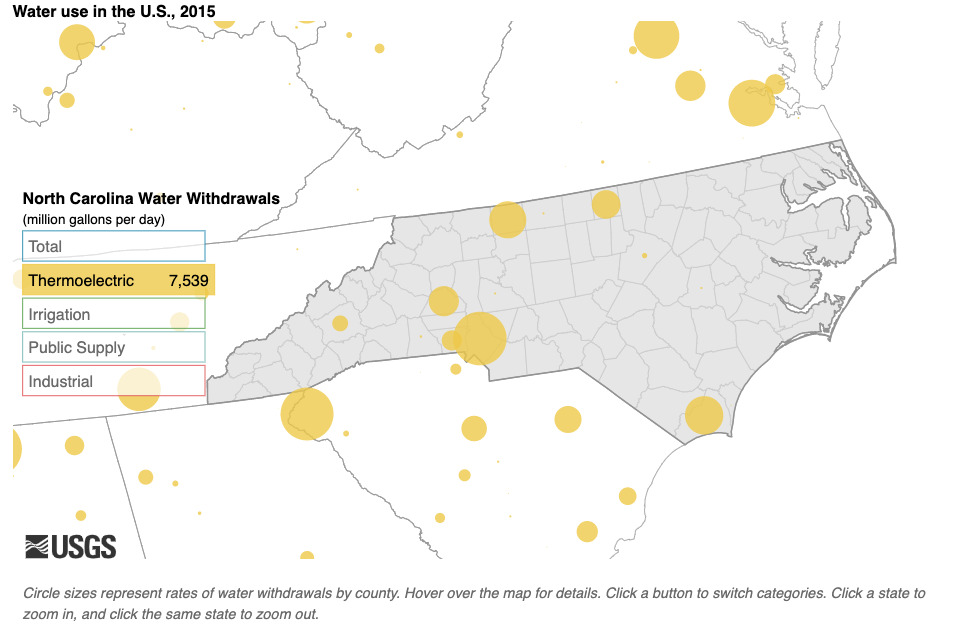 Water use in the U.S., 2015
North Carolina Water Withdrawals
(million gallons per day)
Total
Thermoelectric 7,539
Irrigation
Public Supply
Industrial
USGS
Circle sizes represent rates of water withdrawals by county. Hover over the map for details. Click a button to switch categories. Click a state to
zoom in, and click the same state to zoom out.